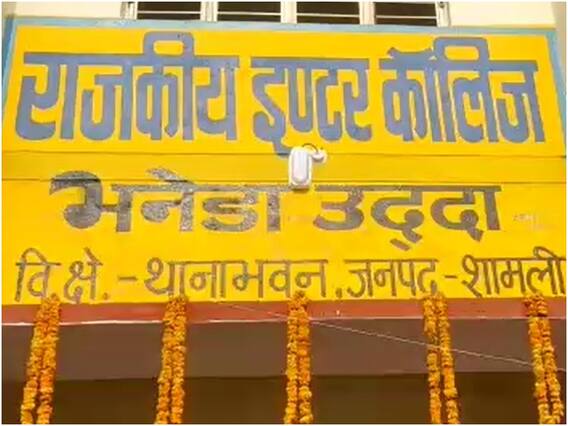 राजकीय इण्टर कॉलिज
भनेडा उद्दा
वि.क्षे.-थानाभवन, जनपद-शामली